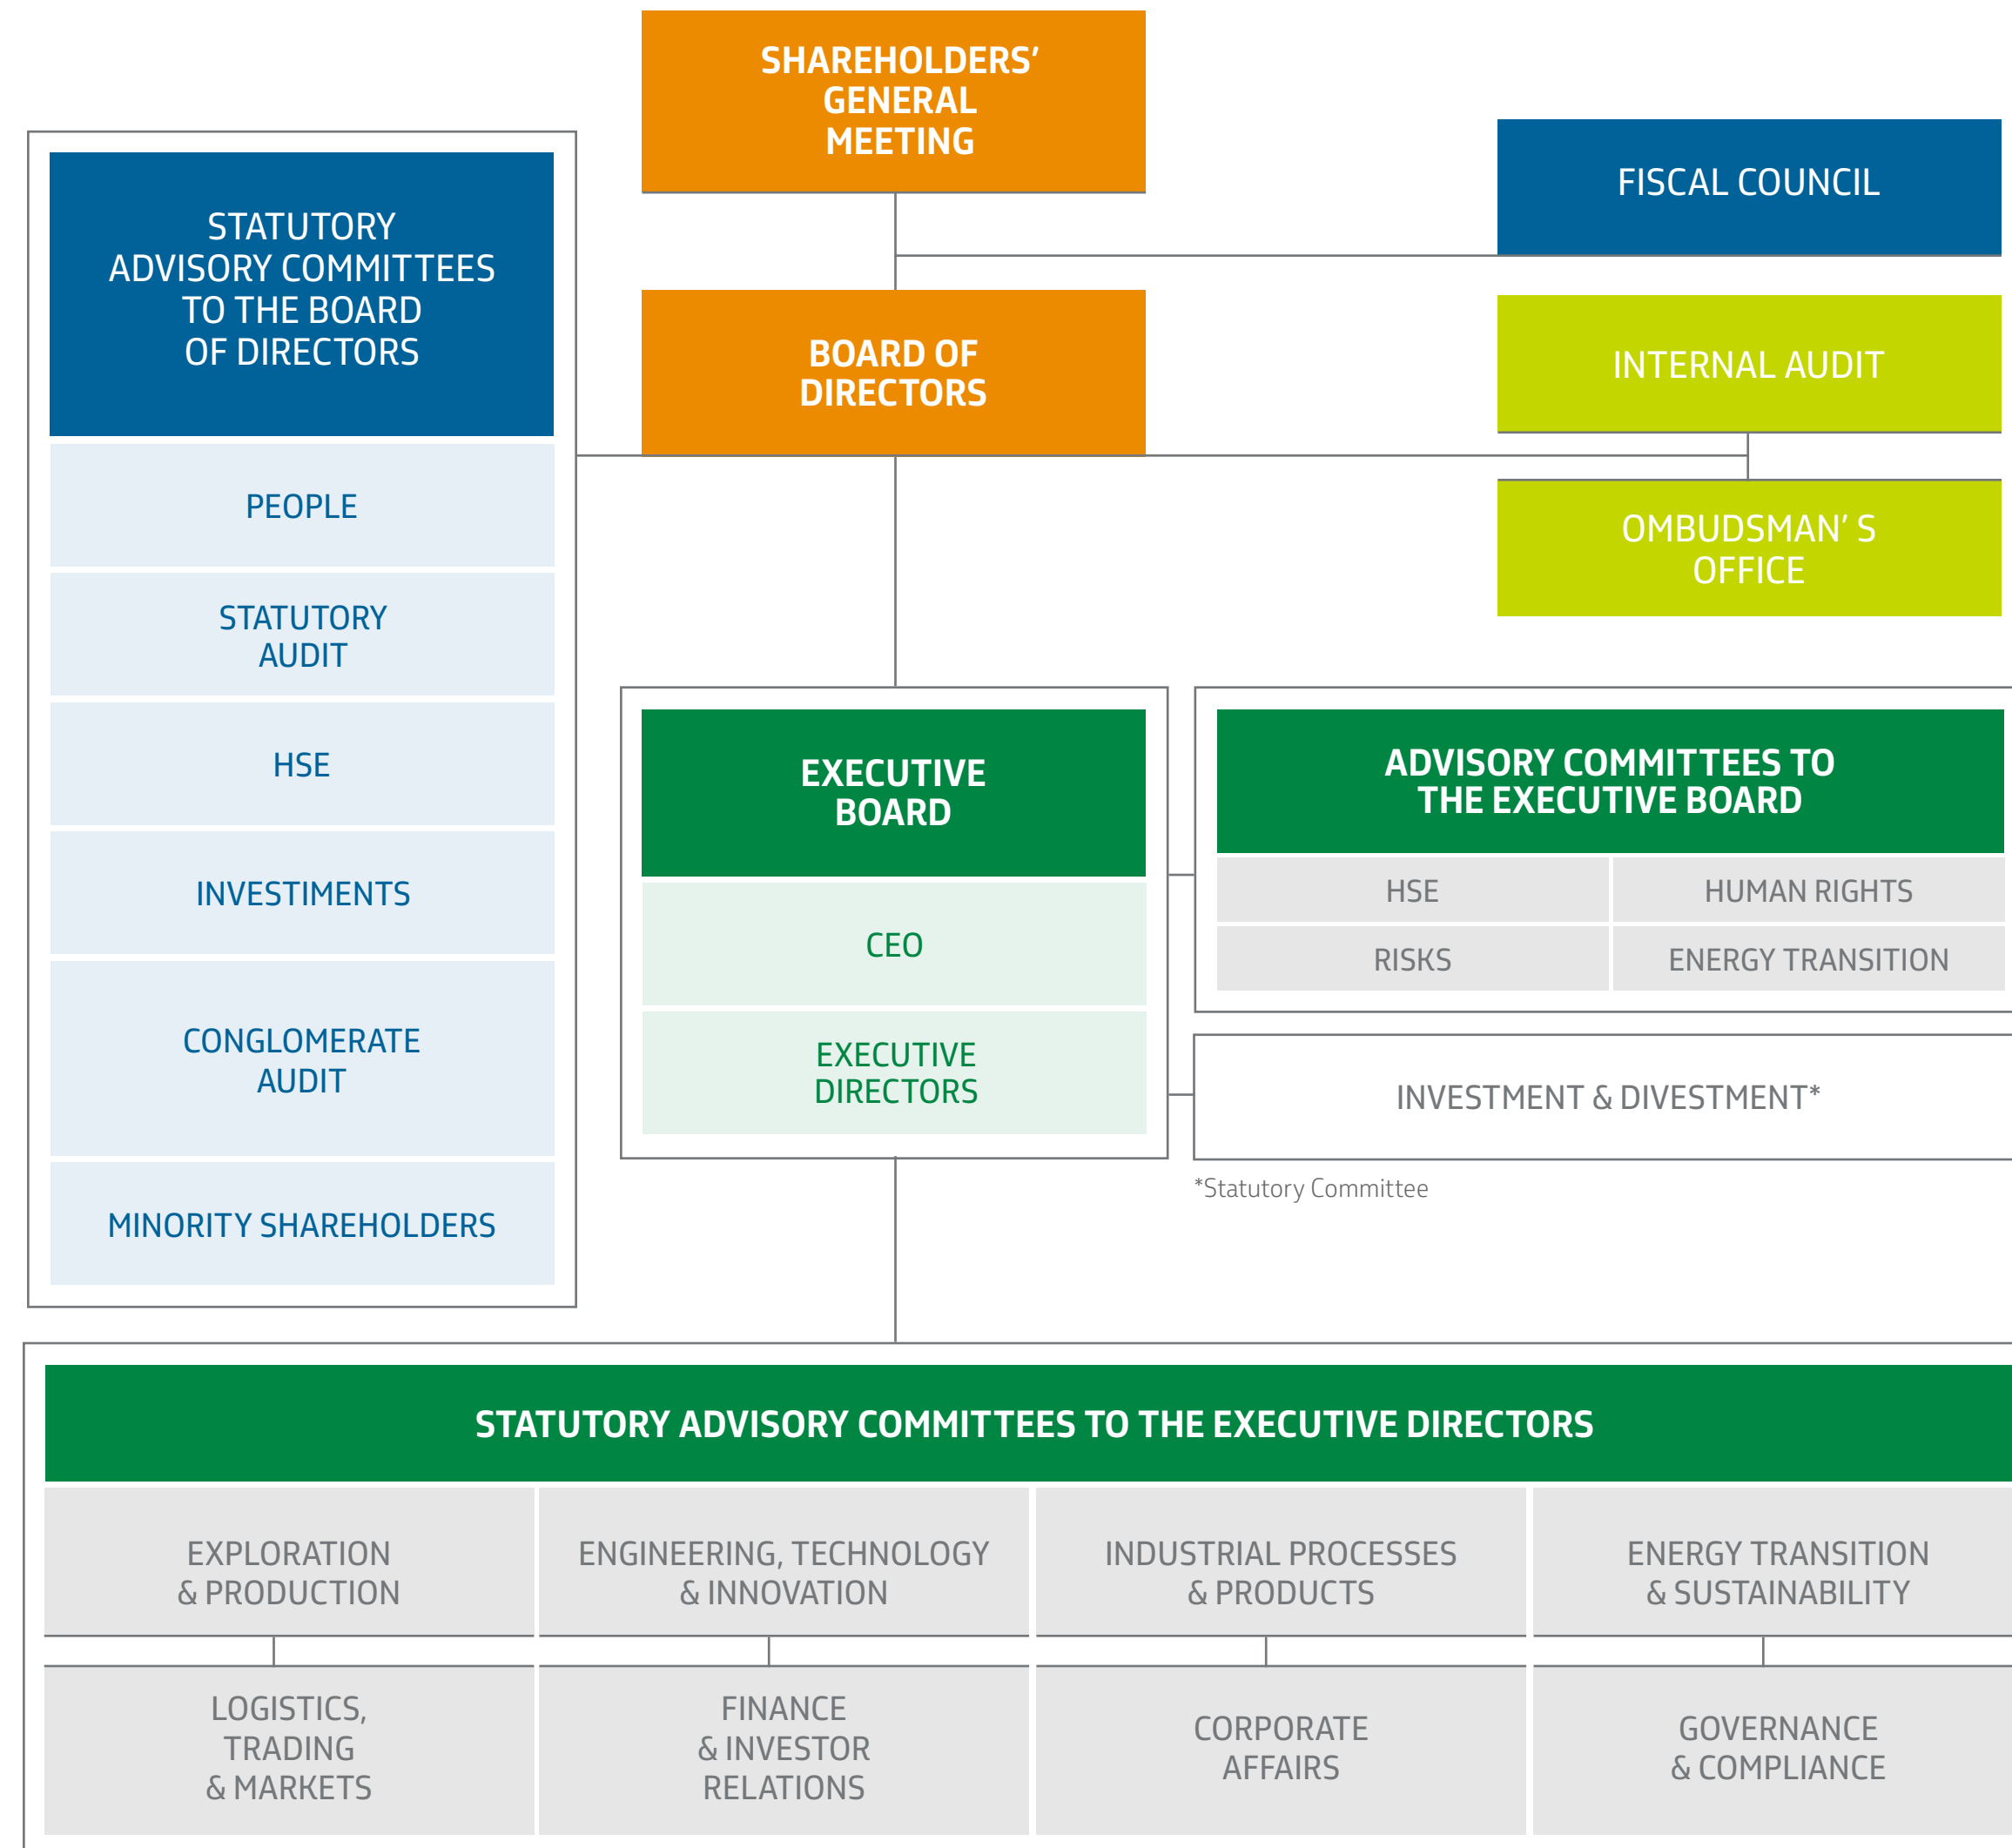 SHAREHOLDERS’
GENERAL
MEETING
FISCAL COUNCIL
STATUTORY
ADVISORY COMMITTEES
TO THE BOARD
OF DIRECTORS
BOARD OF
DIRECTORS
INTERNAL AUDIT
OMBUDSMAN’ S
OFFICE
PEOPLE
STATUTORY
AUDIT
HSE
INVESTIMENTS
CONGLOMERATE
AUDIT
MINORITY SHAREHOLDERS
EXECUTIVE
BOARD
CEO
EXECUTIVE
DIRECTORS
ADVISORY COMMITTEES TO
THE EXECUTIVE BOARD
HSE
HUMAN RIGHTS
RISKS
ENERGY TRANSITION
INVESTMENT & DIVESTMENT*
*Statutory Committee
STATUTORY ADVISORY COMMITTEES TO THE EXECUTIVE DIRECTORS
EXPLORATION
& PRODUCTION
ENGINEERING, TECHNOLOGY
& INNOVATION
INDUSTRIAL PROCESSES
& PRODUCTS
ENERGY TRANSITION
& SUSTAINABILITY
LOGISTICS,
TRADING
& MARKETS
FINANCE
& INVESTOR
RELATIONS
CORPORATE
AFFAIRS
GOVERNANCE
& COMPLIANCE